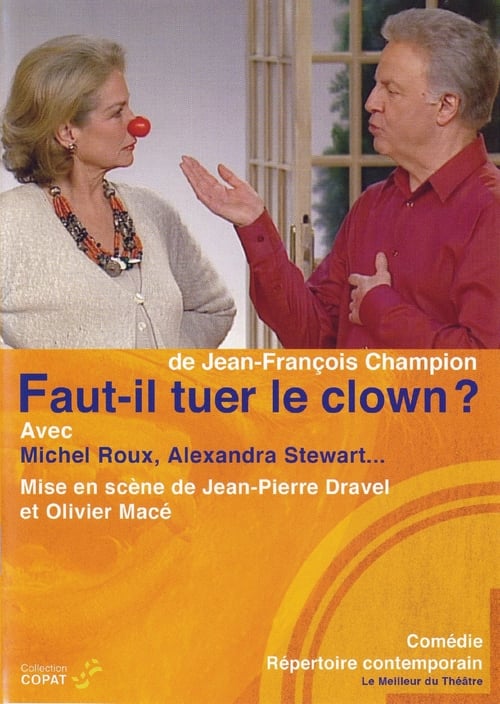 de Jean-François Champion
Faut-il tuer le clown ?
Avec
Michel Roux, Alexandra Stewart...
Mise en scène de Jean-Pierre Dravel
et Olivier Macé
Comédie
Répertoire contemporain
Le Meilleur du Théâtre
Collection
COPAT